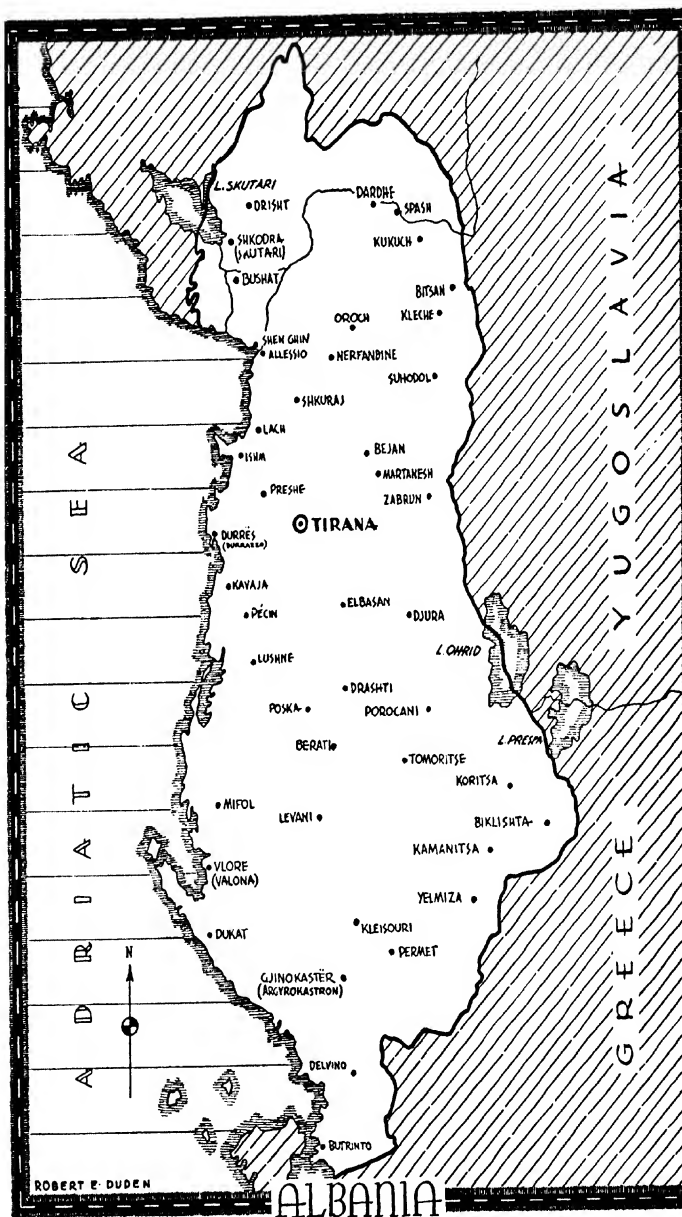 L. SKUTARI
DRISHT
DARDHE
SPASH
SHKODRA
(SKUTARI)
KUKUCH
BUSHAT
BITSAN
KLECHE
OROCH
SHEN GHIN
ALLESSIO
NERFANDINE
SUHODOL
SHKURAJ
LACH
ISHM
BEJAN
MARTANESH
PRESHE
ZABRUN
TIRANA
DURRËS
(DURRAZZO)
KAVAJA
PÉCIN
ELBASAN
DJURA
L. OHRID
LUSHNE
DRASHTI
POSKA
POROCANI
L. PRESPA
BERATI
TOMORITSE
KORITSA
MIFOL
LEVANI
BIKLISHTA
KAMANITSA
VLORE
(VALONA)
YELMIZA
DUKAT
KLEISOURI
PERMET
GJINOKASTËR
(ARGYROKASTRON)
DELVINO
BUTRINTO
ADRIATIC SEA
YUGOSLAVIA
GREECE
N
ROBERT E. DUDEN
ALBANIA